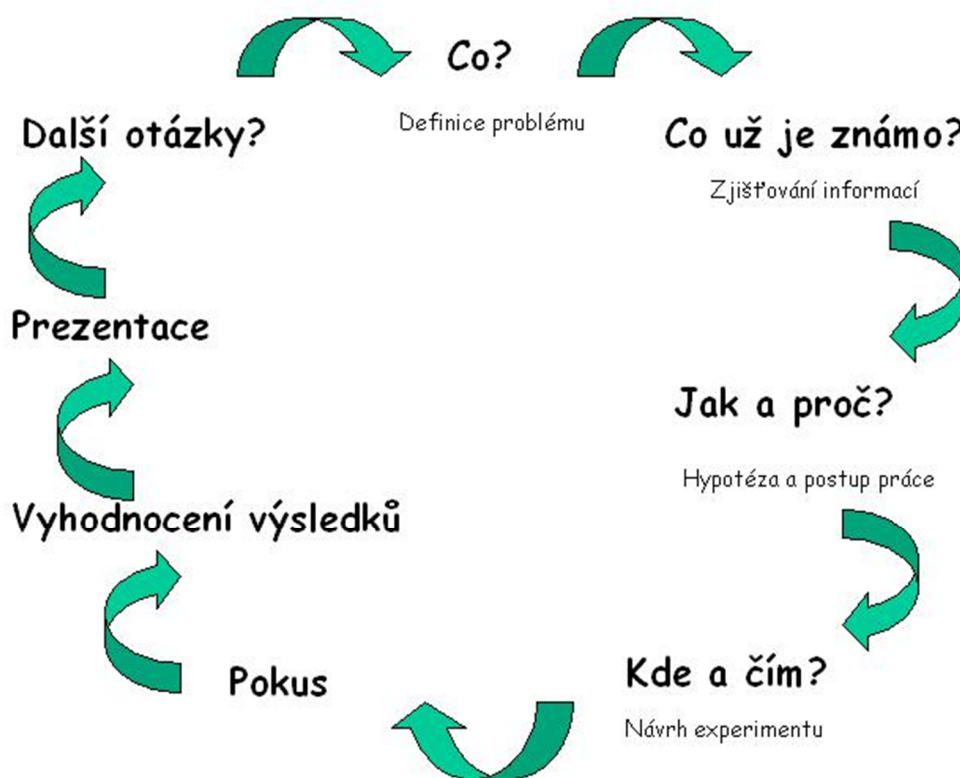 Co?
Definice problému
Co už je známo?
Zjišťování informací
Jak a proč?
Hypotéza a postup práce
Kde a čím?
Návrh experimentu
Pokus
Vyhodnocení výsledků
Prezentace
Další otázky?